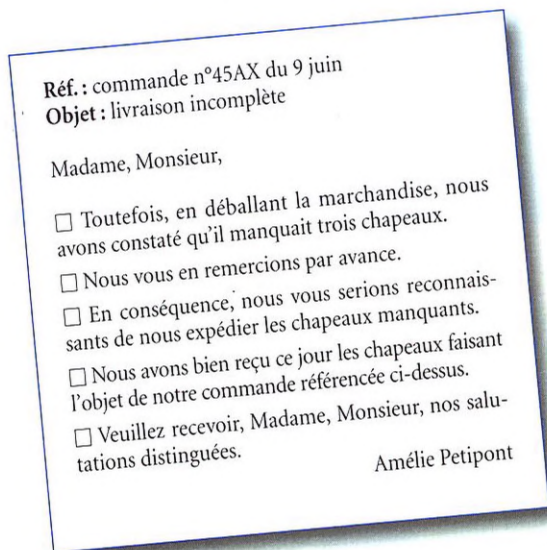 Réf. : commande n°45AX du 9 juin
Objet : livraison incomplète
Madame, Monsieur,
☐ Toutefois, en déballant la marchandise, nous
avons constaté qu'il manquait trois chapeaux.
☐ Nous vous en remercions par avance.
☐ En conséquence, nous vous serions reconnais-
sants de nous expédier les chapeaux manquants.
☐ Nous avons bien reçu ce jour les chapeaux faisant
l'objet de notre commande référencée ci-dessus.
☐ Veuillez recevoir, Madame, Monsieur, nos salu-
tations distinguées.
Amélie Petipont